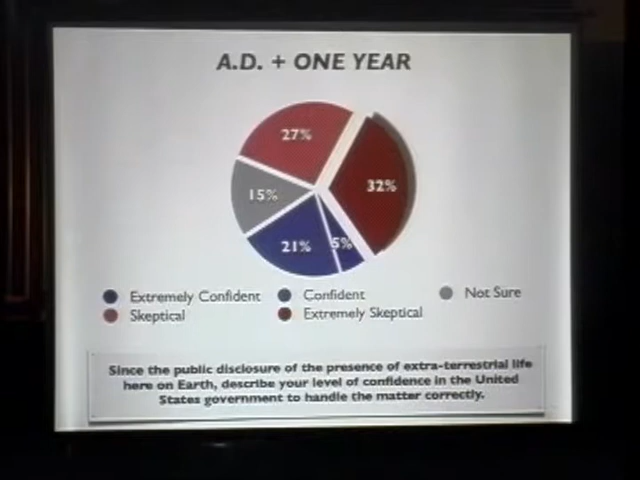 A.D. + ONE YEAR
27%
32%
15%
21%
5%
Extremely Confident
Confident
Not Sure
Skeptical
Extremely Skeptical
Since the public disclosure of the presence of extra-terrestrial life
here on Earth, describe your level of confidence in the United
States government to handle the matter correctly.